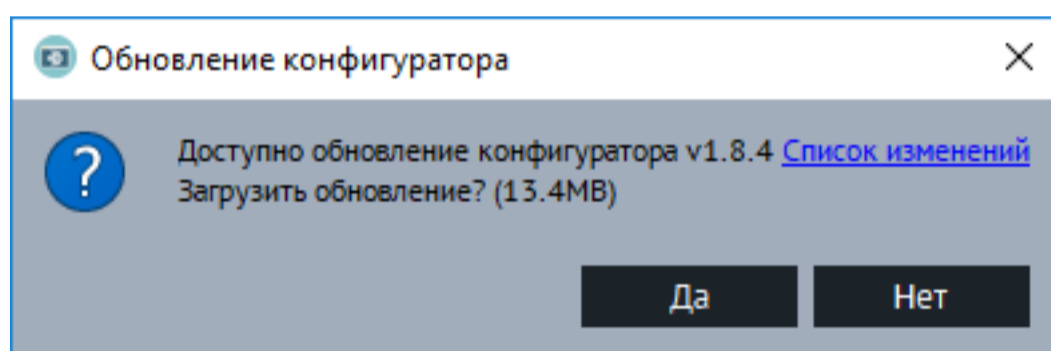 Обновление конфигуратора
Доступно обновление конфигуратора v1.8.4 Список изменений
Загрузить обновление? (13.4MB)
Да Нет